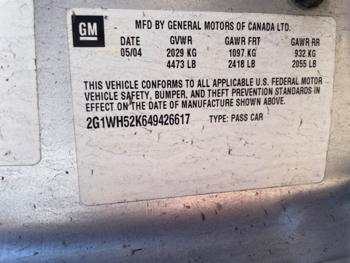 GM
MFD BY GENERAL MOTORS OF CANADA LTD.
DATE GVWR GAWR FRT GAWR RR
05/04 2029 KG 1097 KG 932 KG
4473 LB 2418 LB 2055 LB
THIS VEHICLE CONFORMS TO ALL APPLICABLE U.S. FEDERAL MOTOR
VEHICLE SAFETY, BUMPER, AND THEFT PREVENTION STANDARDS IN
EFFECT ON THE DATE OF MANUFACTURE SHOWN ABOVE.
2G1WH52K649426617 TYPE: PASS CAR